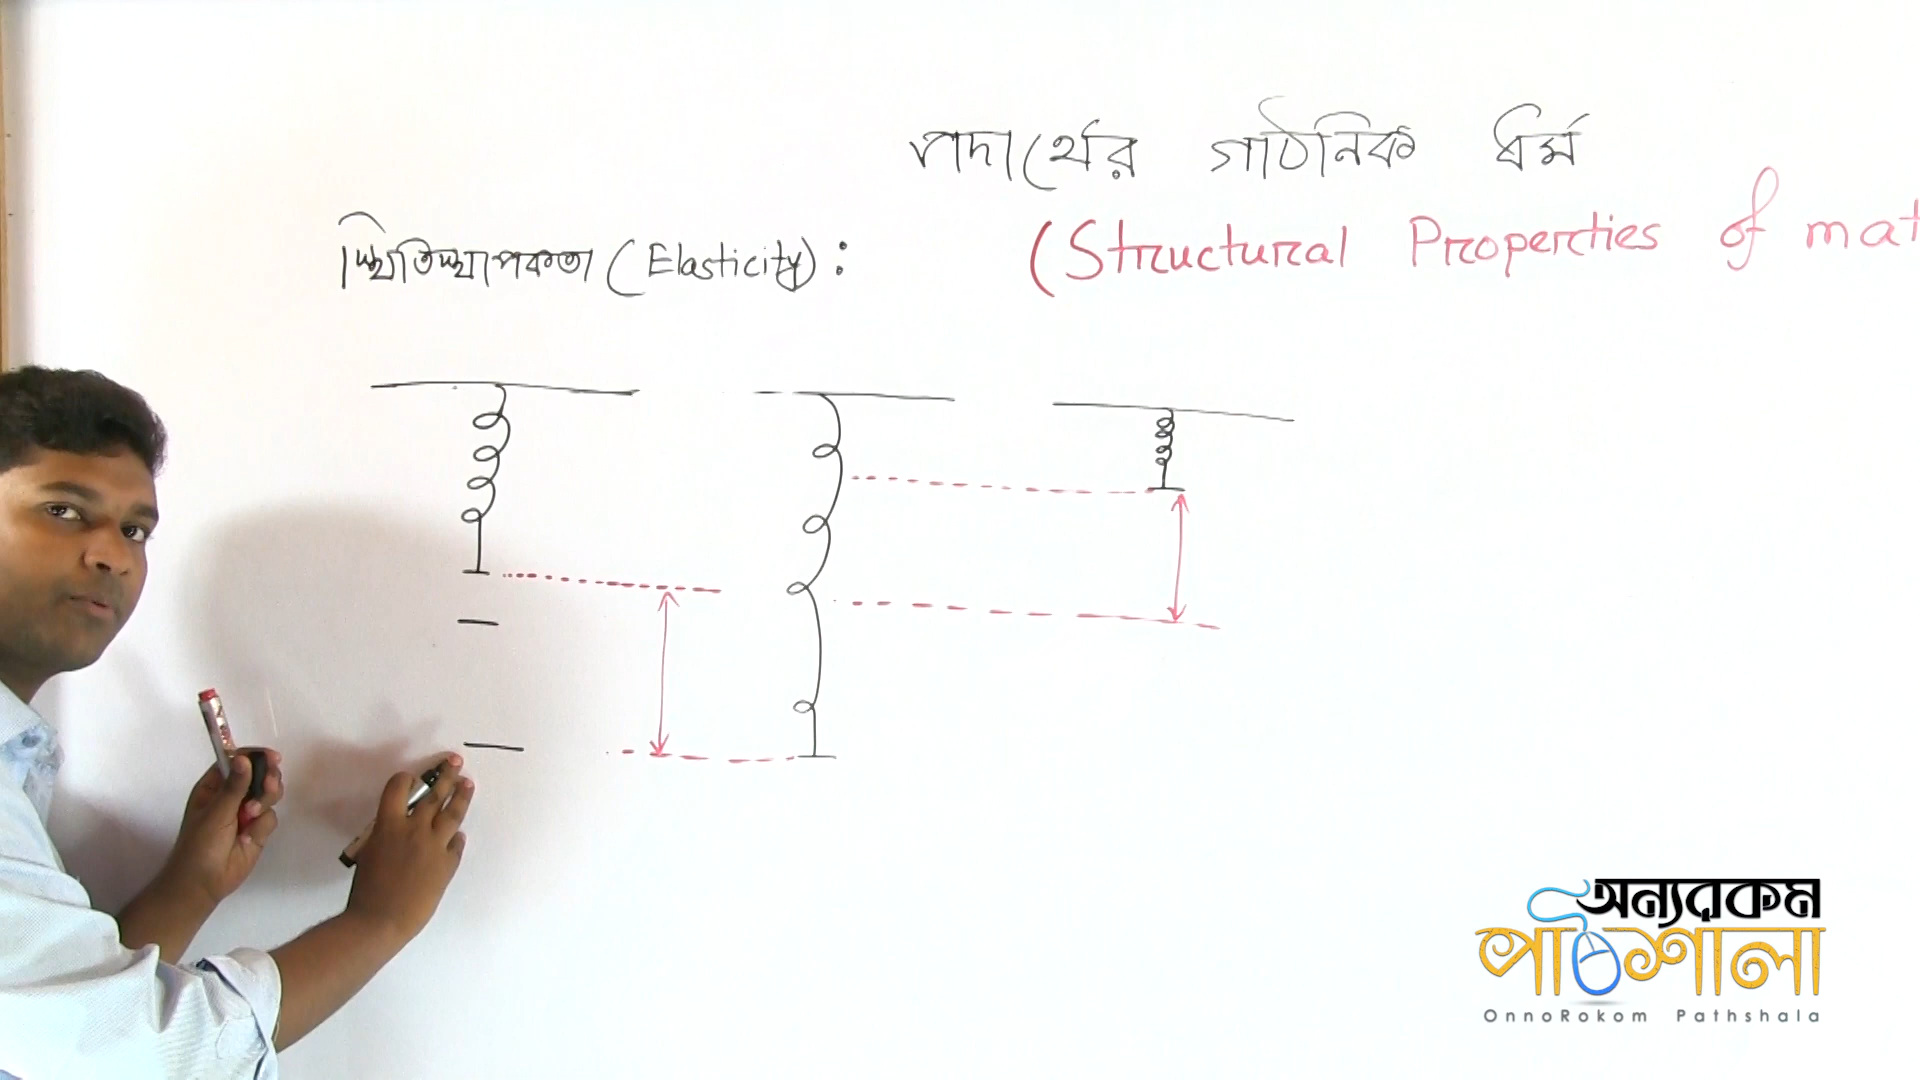 পদার্থের গাঠনিক ধর্ম
স্থিতিস্থাপকতা (Elasticity) :
(Structural Properties of mat
অন্যরকম
পাঠশালা
OnnoRokom Pathshala